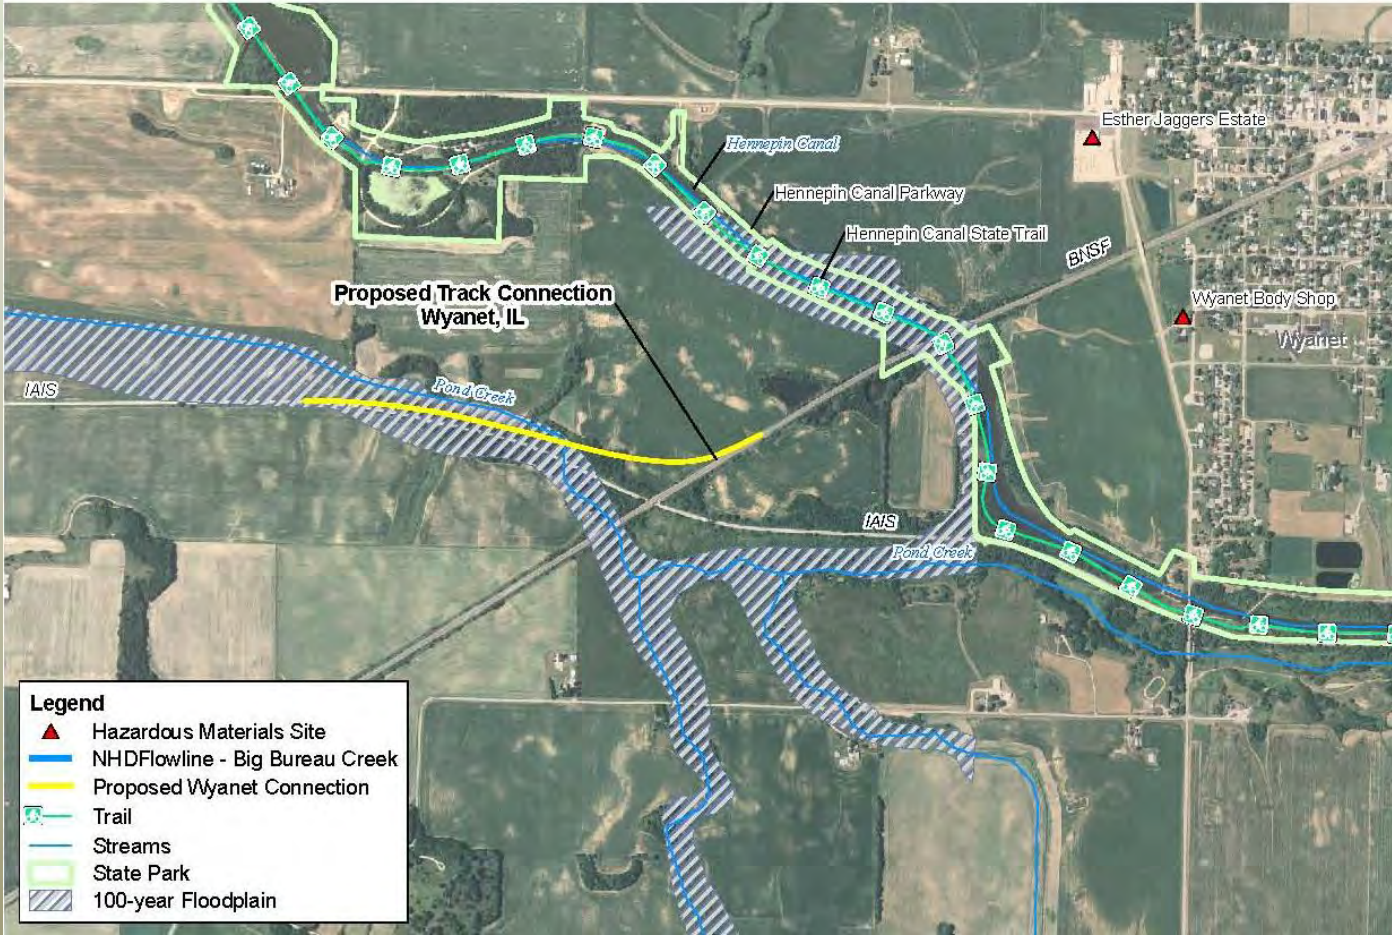 Esther Jaggers Estate
Hennepin Canal
Hennepin Canal Parkway
Hennepin Canal State Trail
BNSF
Proposed Track Connection
Wyanet, IL
Wyanet Body Shop
Wyanet
IAIS
Pond Creek
IAIS
Pond Creek
Legend
Hazardous Materials Site
NHDFlowline - Big Bureau Creek
Proposed Wyanet Connection
Trail
Streams
State Park
100-year Floodplain